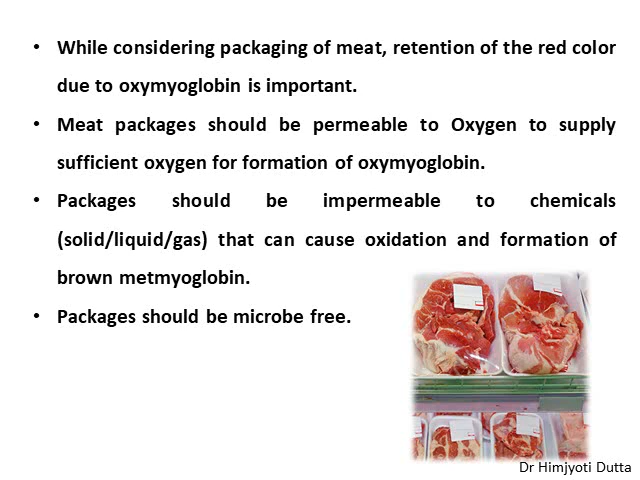 • While considering packaging of meat, retention of the red color
due to oxymyoglobin is important.
• Meat packages should be permeable to Oxygen to supply
sufficient oxygen for formation of oxymyoglobin.
• Packages should be impermeable to chemicals
(solid/liquid/gas) that can cause oxidation and formation of
brown metmyoglobin.
• Packages should be microbe free.
Dr Himjyoti Dutta